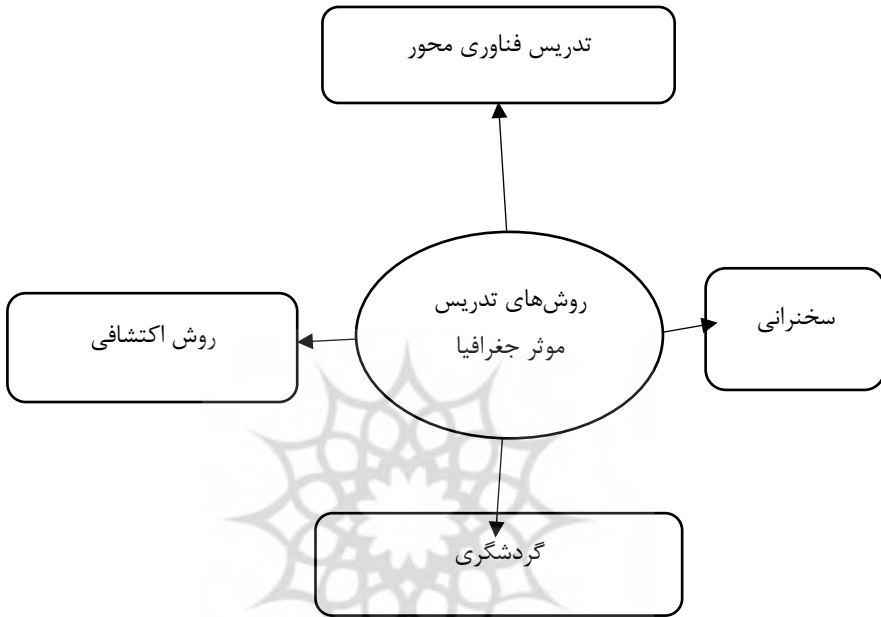 تدریس فناوری محور
روش‌های تدریس
موثر جغرافیا
سخنرانی
روش اکتشافی
گردشگری